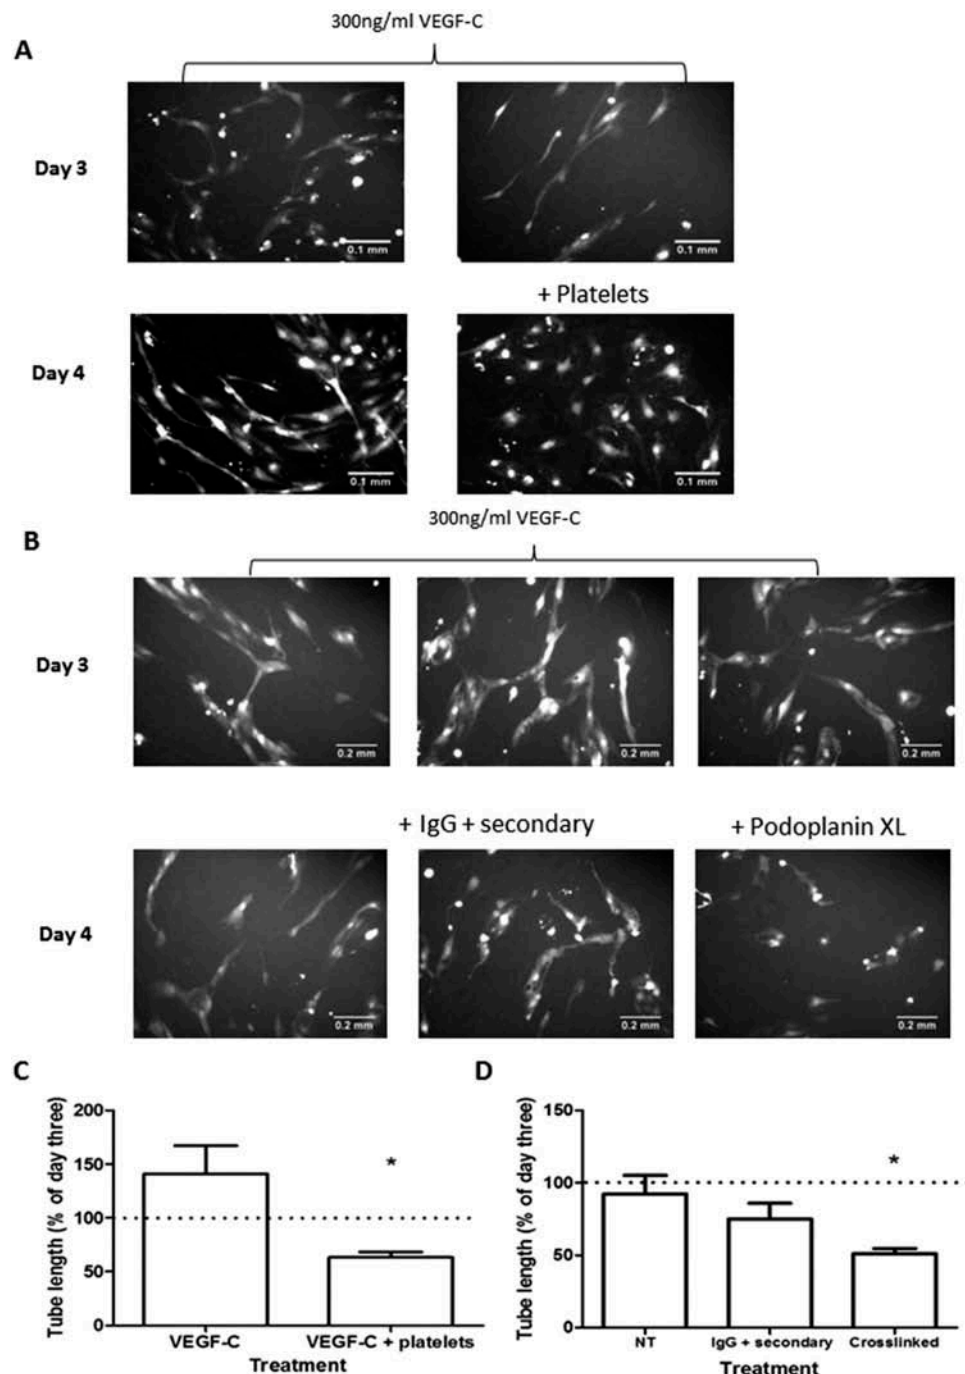 300ng/ml VEGF-C
A
Day 3
0.1 mm
0.1 mm
+ Platelets
Day 4
0.1 mm
0.1 mm
300ng/ml VEGF-C
B
Day 3
0.2 mm
0.2 mm
0.2 mm
+ IgG + secondary
+ Podoplanin XL
Day 4
0.2 mm
0.2 mm
0.2 mm
C
Tube length (% of day three)
200
150
*
100
50
0
VEGF-C
VEGF-C + platelets
Treatment
D
Tube length (% of day three)
150
*
100
50
0
NT
IgG + secondary
Crosslinked
Treatment